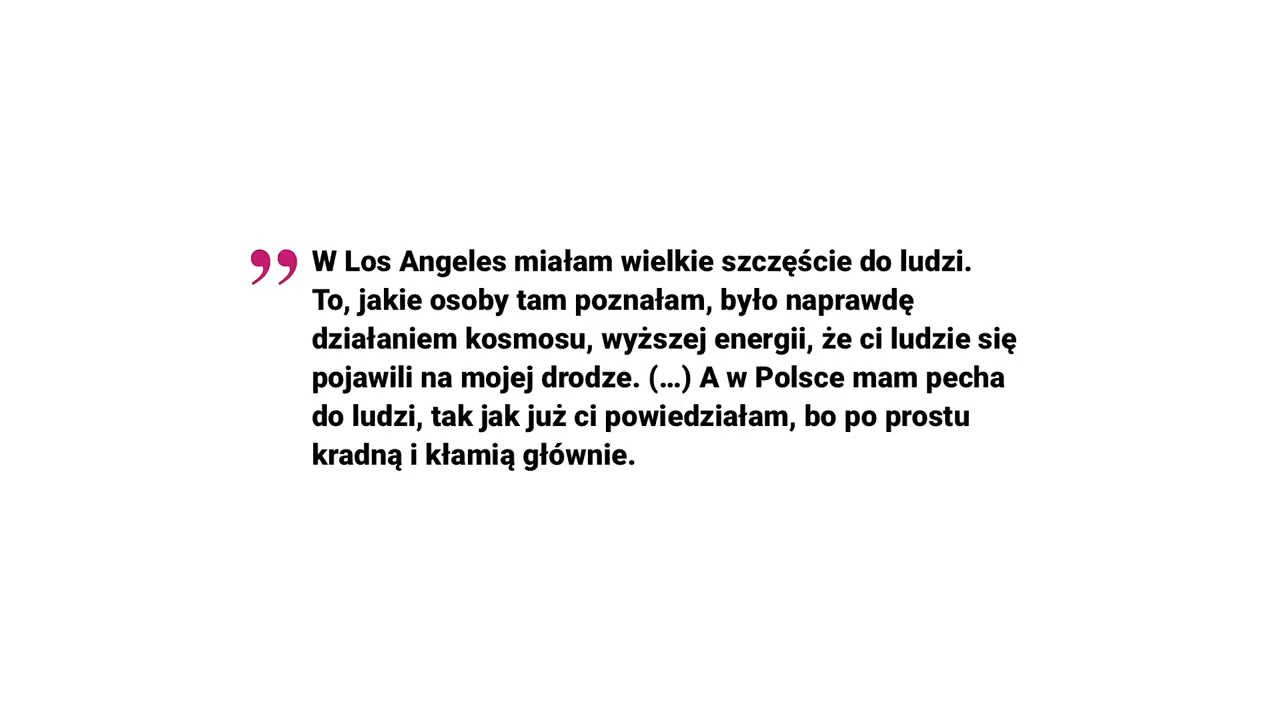 ” W Los Angeles miałam wielkie szczęście do ludzi.
To, jakie osoby tam poznałam, było naprawdę
działaniem kosmosu, wyższej energii, że ci ludzie się
pojawili na mojej drodze. (...) A w Polsce mam pecha
do ludzi, tak jak już ci powiedziałam, bo po prostu
kradną i kłamią głównie.